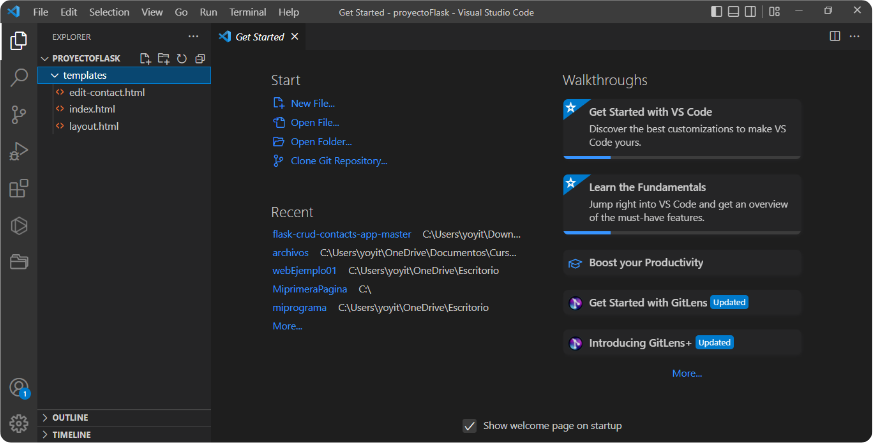 File Edit Selection View Go Run Terminal Help
Get Started - proyectoFlask - Visual Studio Code
EXPLORER
PROYECTOFLASK
templates
edit-contact.html
index.html
layout.html
OUTLINE
TIMELINE
1
Get Started
Start
New File...
Open File...
Open Folder...
Clone Git Repository...
Recent
flask-crud-contacts-app-master C:\Users\yoyit\Down...
archivos C:\Users\yoyit\OneDrive\Documentos\Curs...
webEjemplo01 C:\Users\yoyit\OneDrive\Escritorio
MiprimeraPagina C:\
miprograma C:\Users\yoyit\OneDrive\Escritorio
More...
Walkthroughs
Get Started with VS Code
Discover the best customizations to make VS
Code yours.
Learn the Fundamentals
Jump right into VS Code and get an overview
of the must-have features.
Boost your Productivity
Get Started with GitLens Updated
Introducing GitLens+ Updated
More...
Show welcome page on startup